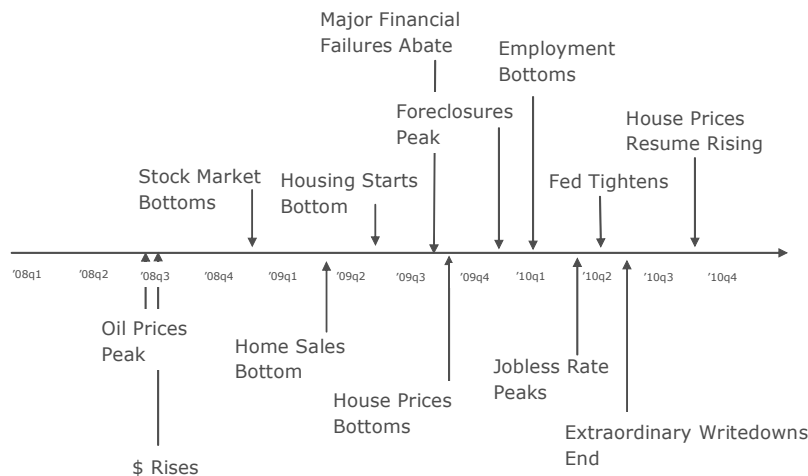 Major Financial
Failures Abate
Employment
Bottoms
Foreclosures
Peak
House Prices
Resume Rising
Stock Market
Bottoms
Housing Starts
Bottom
Fed Tightens
’08q1 ’08q2 ’08q3 ’08q4 ’09q1 ’09q2 ’09q3 ’09q4 ’10q1 ’10q2 ’10q3 ’10q4
Oil Prices
Peak
Home Sales
Bottom
House Prices
Bottoms
Jobless Rate
Peaks
Extraordinary Writedowns
End
$ Rises